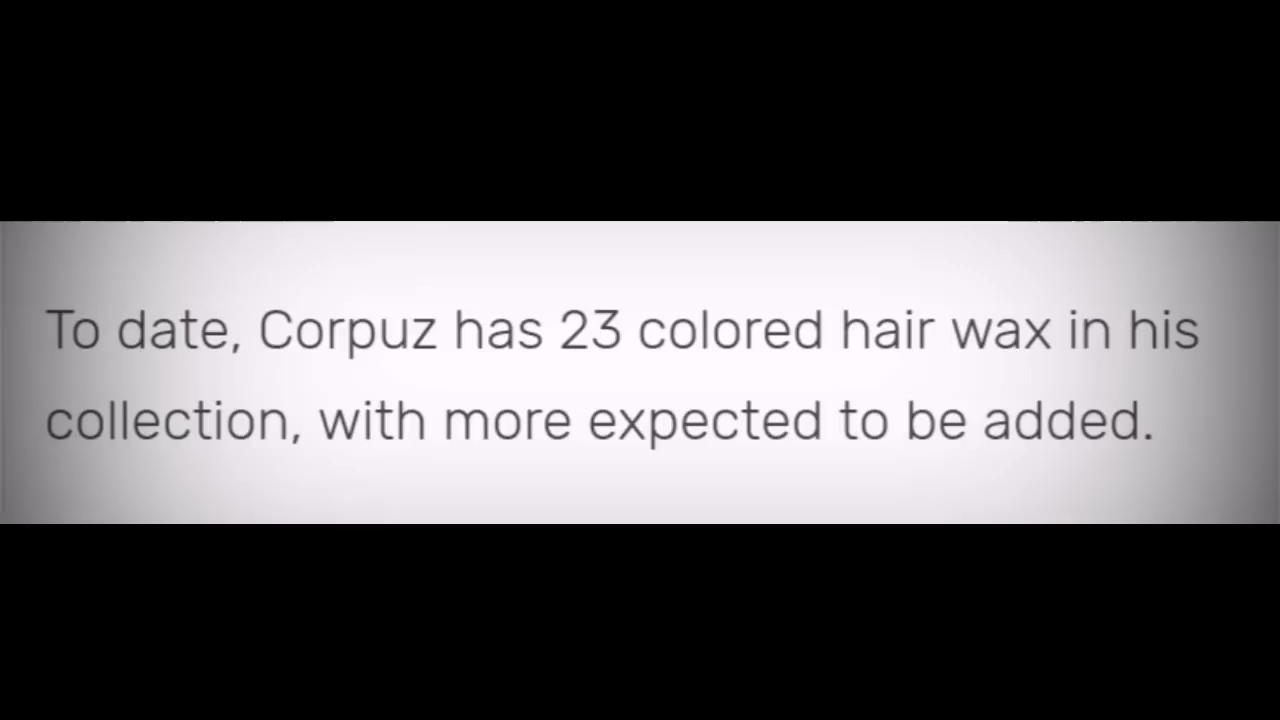 To date, Corpuz has 23 colored hair wax in his
collection, with more expected to be added.